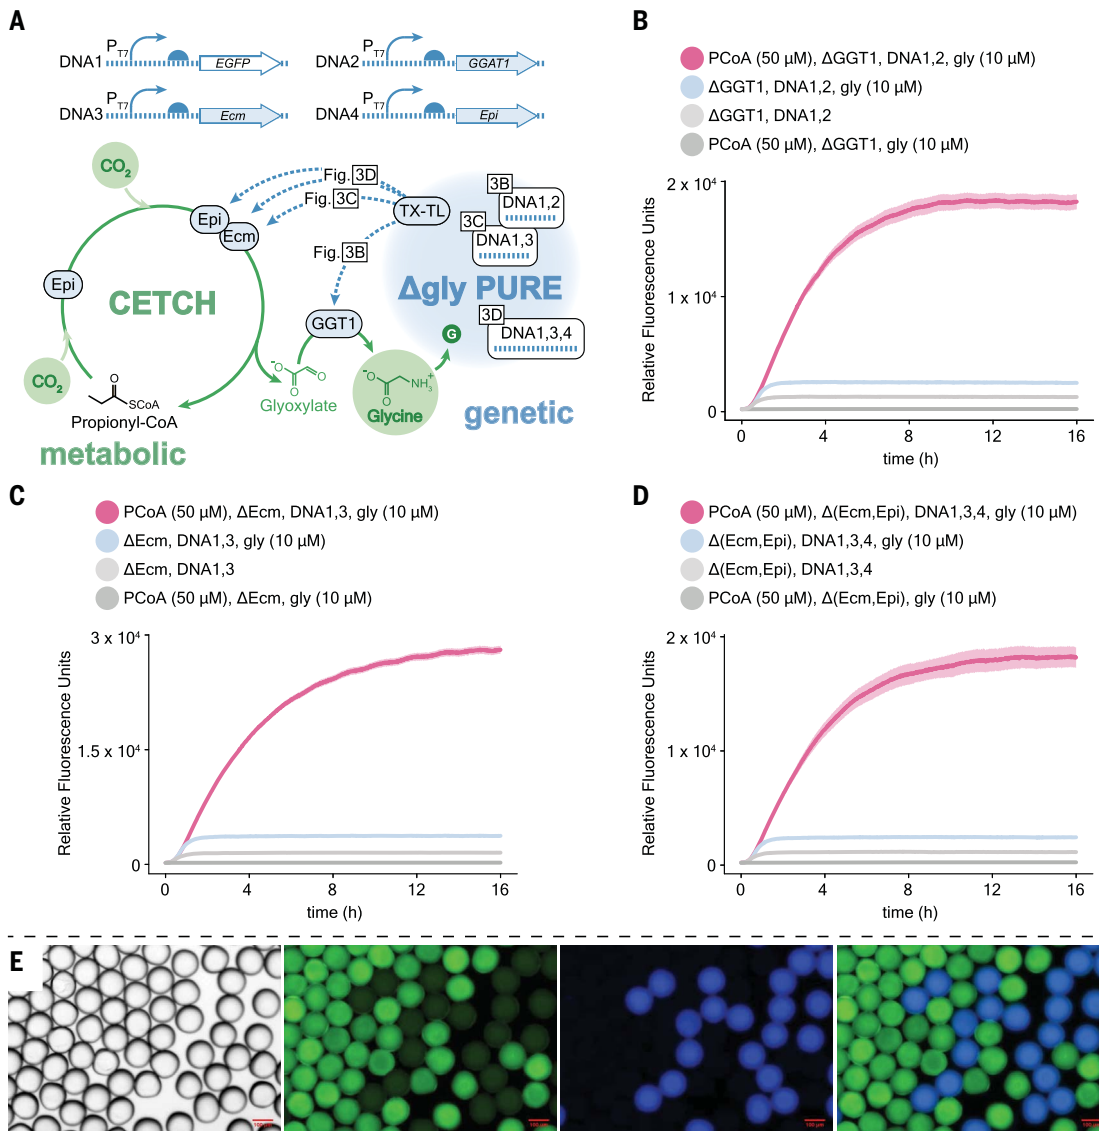 A
DNA1
PT7
EGFP
DNA2
PT7
GGAT1
DNA3
PT7
Ecm
DNA4
PT7
Epi
CO2
Fig. 3D
Fig. 3C
TX-TL
3B
DNA1,2
3C
DNA1,3
Epi
Ecm
Fig. 3B
Epi
CETCH
Δgly PURE
GGT1
3D
DNA1,3,4
G
CO2
O
SCoA
Propionyl-CoA
-O
O
O
Glyoxylate
-O
O
NH3+
Glycine
genetic
metabolic
B
PCoA (50 μM), ΔGGT1, DNA1,2, gly (10 μM)
ΔGGT1, DNA1,2, gly (10 μM)
ΔGGT1, DNA1,2
PCoA (50 μM), ΔGGT1, gly (10 μM)
Relative Fluorescence Units
2 x 10⁴
1 x 10⁴
0
0 4 8 12 16
time (h)
C
PCoA (50 μM), ΔEcm, DNA1,3, gly (10 μM)
ΔEcm, DNA1,3, gly (10 μM)
ΔEcm, DNA1,3
PCoA (50 μM), ΔEcm, gly (10 μM)
Relative Fluorescence Units
3 x 10⁴
1.5 x 10⁴
0
0 4 8 12 16
time (h)
D
PCoA (50 μM), Δ(Ecm,Epi), DNA1,3,4, gly (10 μM)
Δ(Ecm,Epi), DNA1,3,4, gly (10 μM)
Δ(Ecm,Epi), DNA1,3,4
PCoA (50 μM), Δ(Ecm,Epi), gly (10 μM)
Relative Fluorescence Units
2 x 10⁴
1 x 10⁴
0
0 4 8 12 16
time (h)
E
100 μm
100 μm
100 μm
100 μm